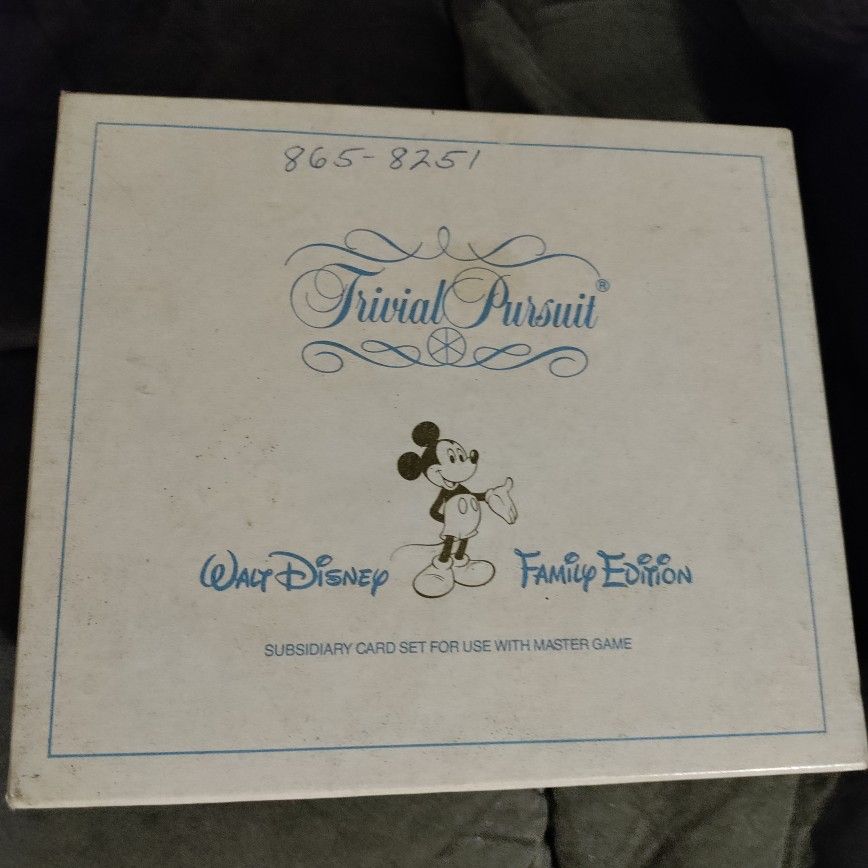 865-8251
Trivial Pursuit®
Walt Disney Family Edition
SUBSIDIARY CARD SET FOR USE WITH MASTER GAME